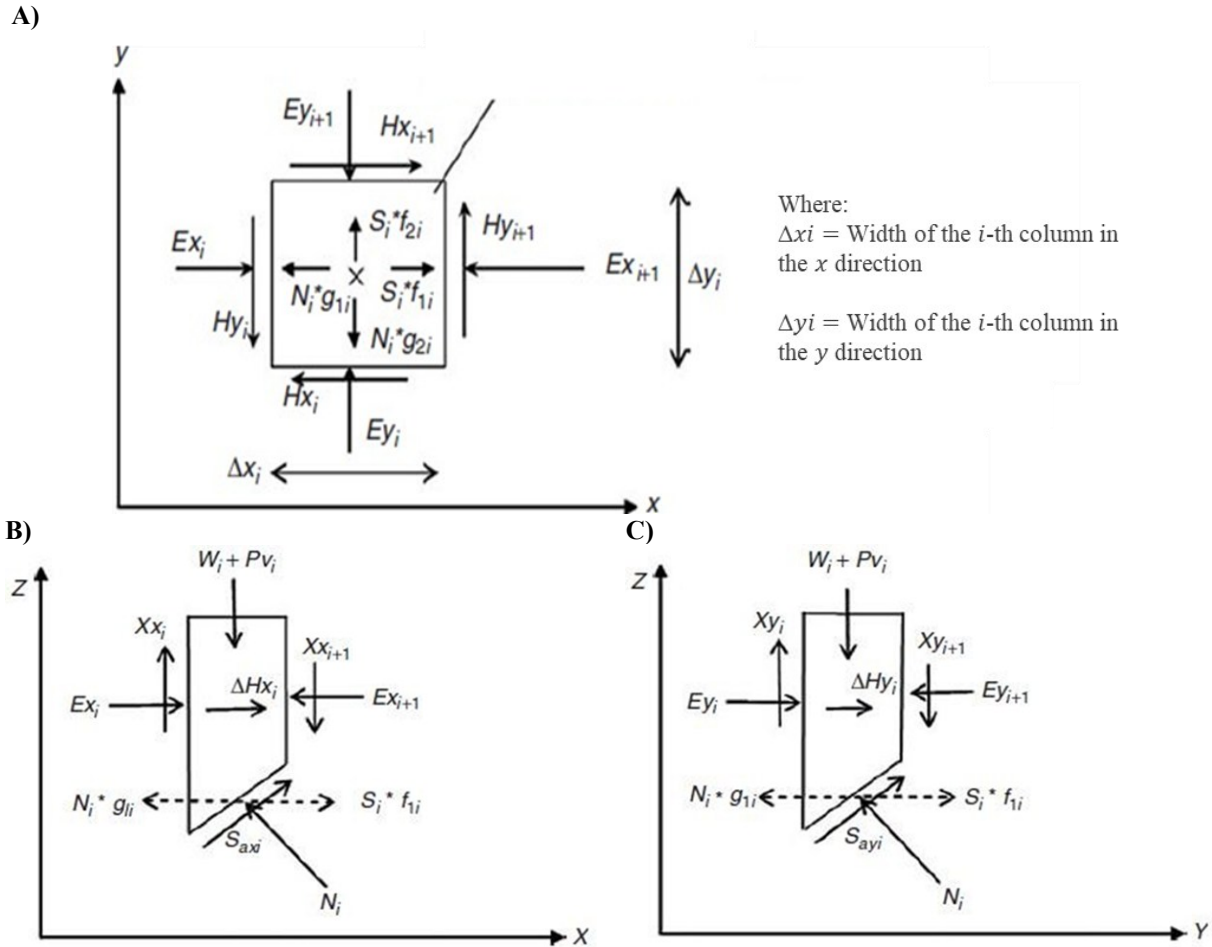 A)
y
Ey_{i+1}
Hx_{i+1}
S_i*f_{2i}
Ex_i
Hy_{i+1}
Ex_{i+1}
Δy_i
N_i*g_{1i}
S_i*f_{1i}
Hy_i
N_i*g_{2i}
Hx_i
Ey_i
Δx_i
x
Where:
Δxi = Width of the i-th column in
the x direction
Δyi = Width of the i-th column in
the y direction
B)
Z
W_i + Pv_i
Xx_i
Xx_{i+1}
ΔHx_i
Ex_i
Ex_{i+1}
N_i * g_{li}
S_i * f_{1i}
S_{axi}
N_i
X
C)
Z
W_i + Pv_i
Xy_i
Xy_{i+1}
ΔHy_i
Ey_i
Ey_{i+1}
N_i * g_{1i}
S_i * f_{1i}
S_{ayi}
N_i
Y